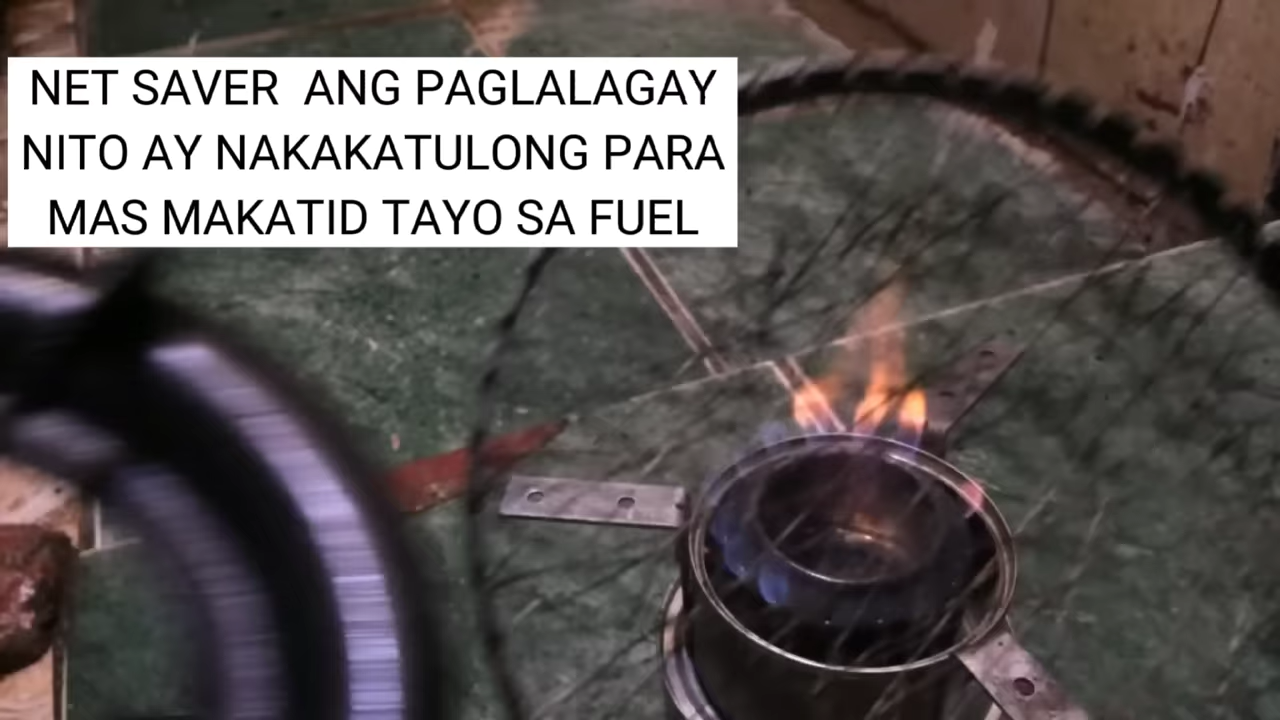 NET SAVER ANG PAGLALAGAY
NITO AY NAKAKATULONG PARA
MAS MAKATID TAYO SA FUEL